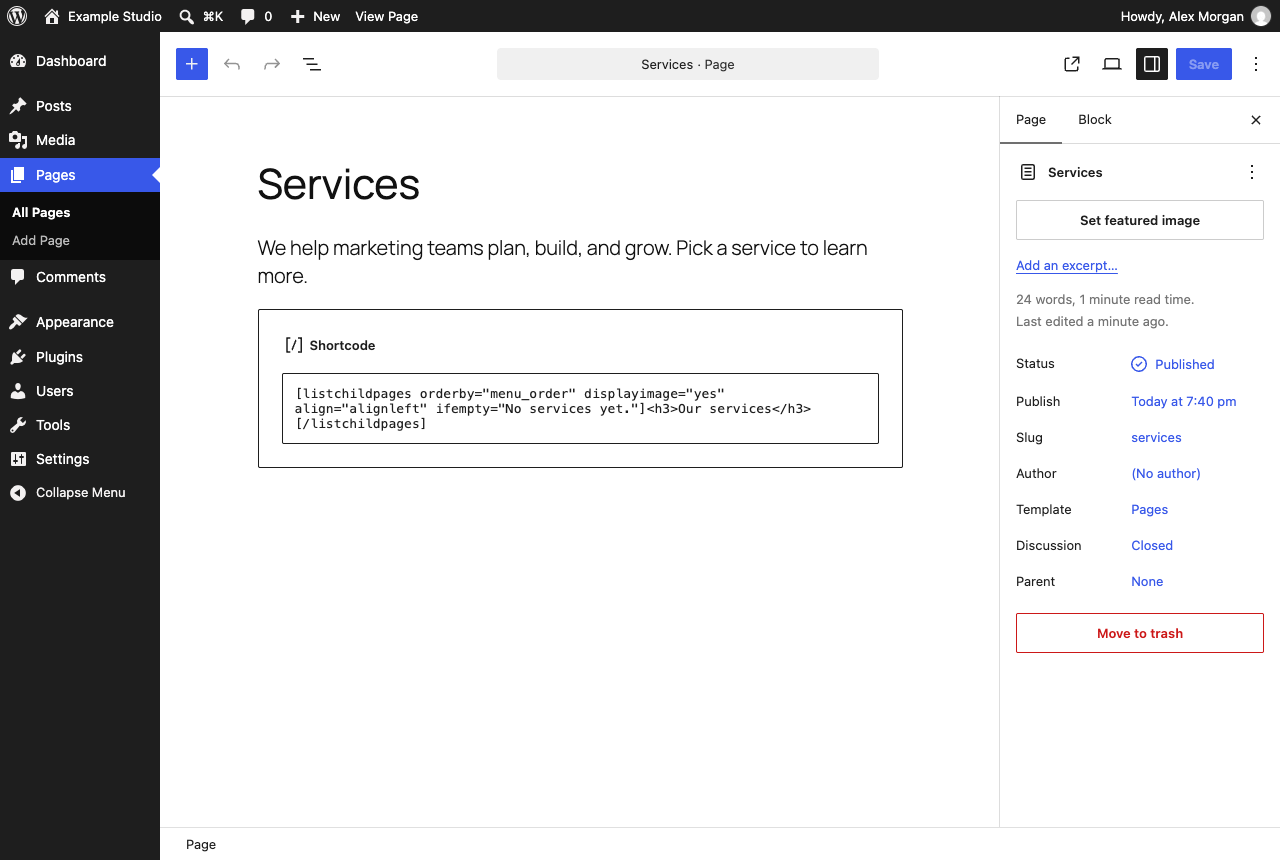 Example Studio
⌘K
0
New
View Page
Howdy, Alex Morgan
Dashboard
Posts
Media
Pages
All Pages
Add Page
Comments
Appearance
Plugins
Users
Tools
Settings
Collapse Menu
Services · Page
Save
Services
We help marketing teams plan, build, and grow. Pick a service to learn
more.
[/] Shortcode
[listchildpages orderby="menu_order" displayimage="yes"
align="alignleft" ifempty="No services yet."]<h3>Our services</h3>
[/listchildpages]
Page
Block
Services
Set featured image
Add an excerpt…
24 words, 1 minute read time.
Last edited a minute ago.
Status Published
Publish Today at 7:40 pm
Slug services
Author (No author)
Template Pages
Discussion Closed
Parent None
Move to trash
Page